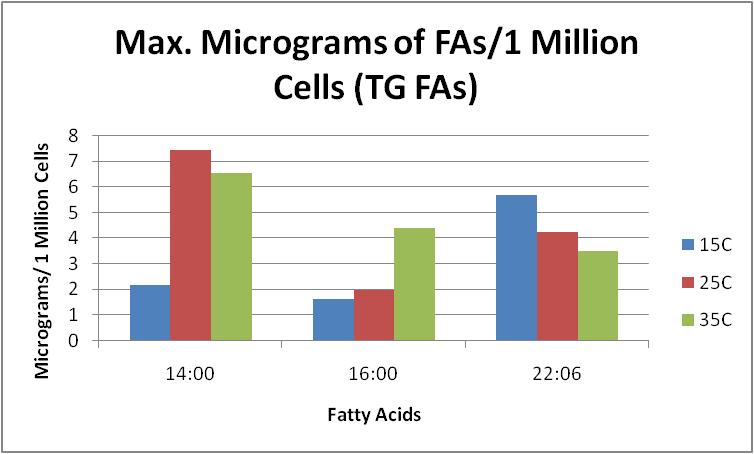 Max. Micrograms of FAs/1 Million
Cells (TG FAs)
Micrograms/ 1 Million Cells
8
7
6
5
4
3
2
1
0
14:00
16:00
22:06
Fatty Acids
15C
25C
35C